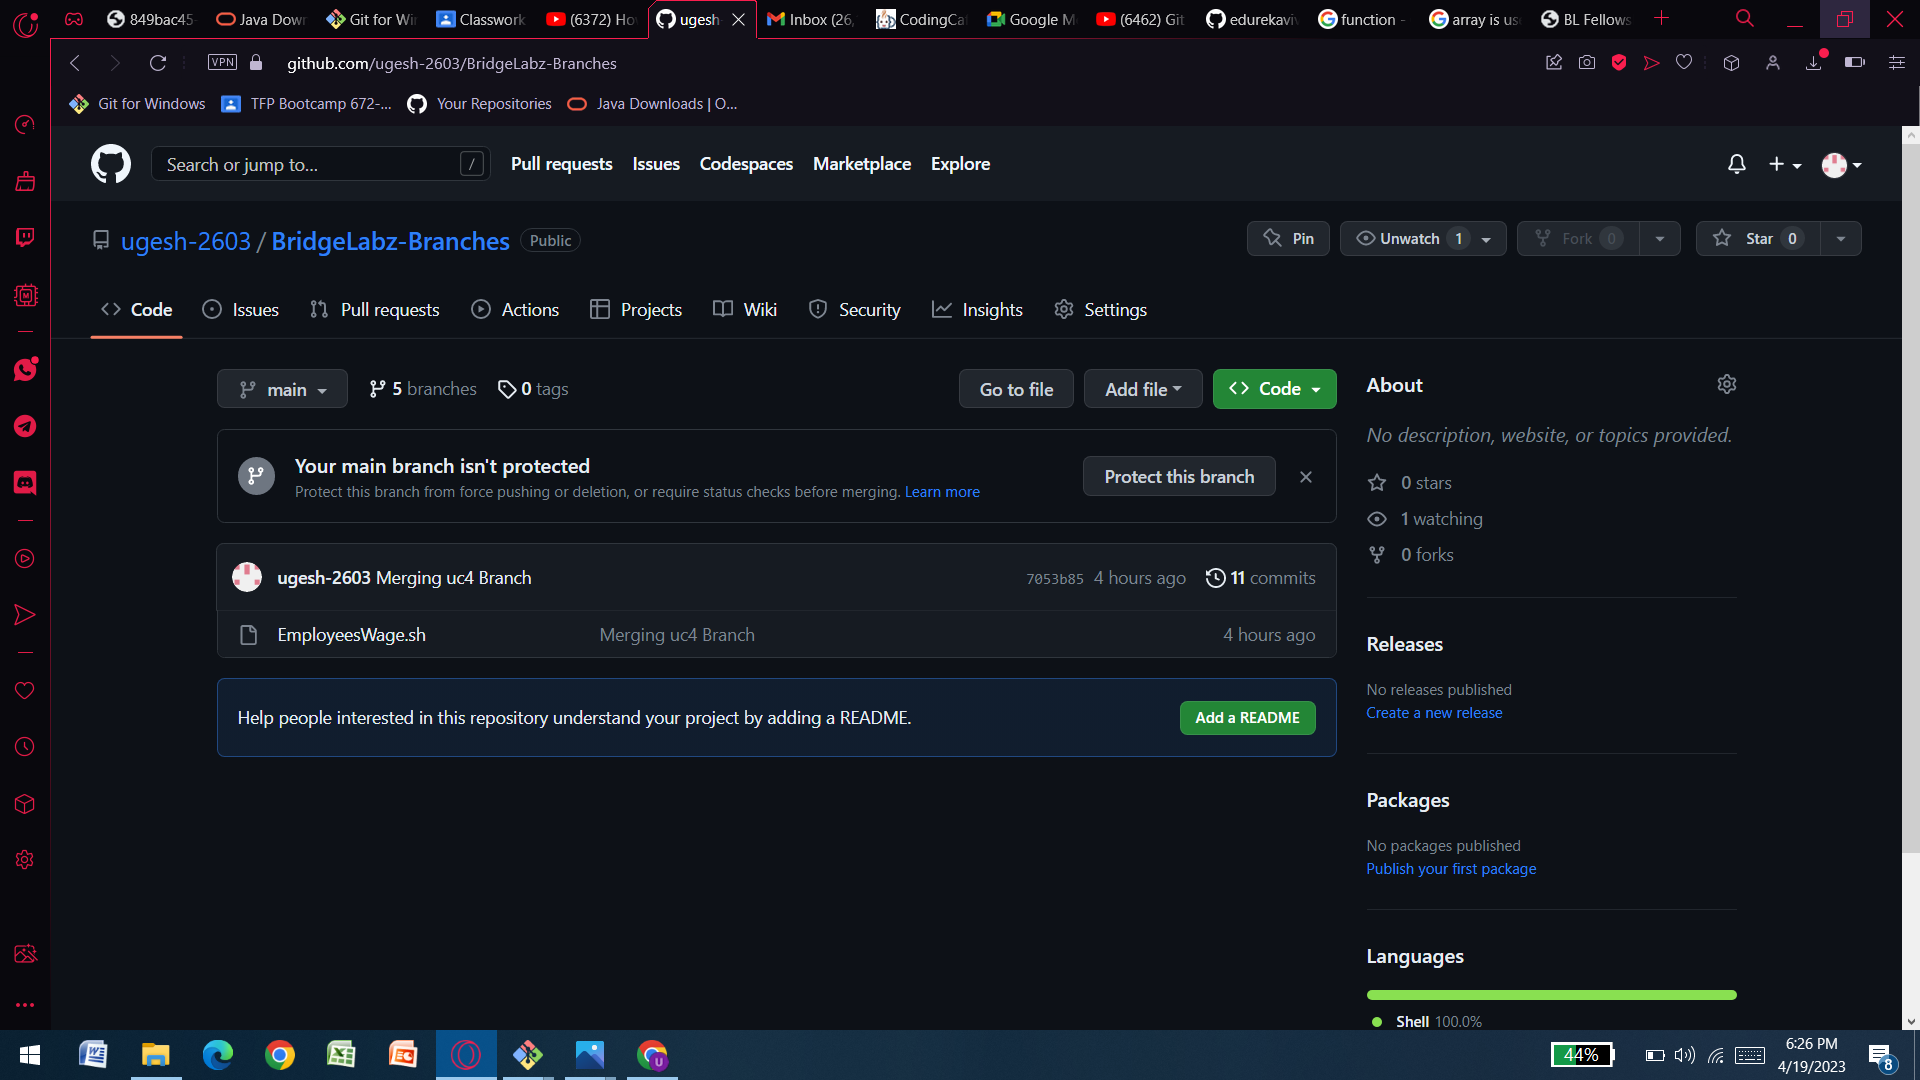 849bac45-
Java Down
Git for Win
Classwork
(6372) Ho
ugesh-
Inbox (26,
CodingCa
Google M
(6462) Git
edurekavi
function -
array is us
BL Fellows
VPN
github.com/ugesh-2603/BridgeLabz-Branches
Git for Windows
TFP Bootcamp 672-...
Your Repositories
Java Downloads | O...
Search or jump to...
/
Pull requests
Issues
Codespaces
Marketplace
Explore
ugesh-2603 / BridgeLabz-Branches
Public
Pin
Unwatch 1
Fork 0
Star 0
Code
Issues
Pull requests
Actions
Projects
Wiki
Security
Insights
Settings
main
5 branches
0 tags
Go to file
Add file
Code
Your main branch isn't protected
Protect this branch from force pushing or deletion, or require status checks before merging. Learn more
Protect this branch
ugesh-2603 Merging uc4 Branch
7053b85 4 hours ago
11 commits
EmployeesWage.sh
Merging uc4 Branch
4 hours ago
Help people interested in this repository understand your project by adding a README.
Add a README
About
No description, website, or topics provided.
0 stars
1 watching
0 forks
Releases
No releases published
Create a new release
Packages
No packages published
Publish your first package
Languages
Shell 100.0%
44%
6:26 PM
4/19/2023
8